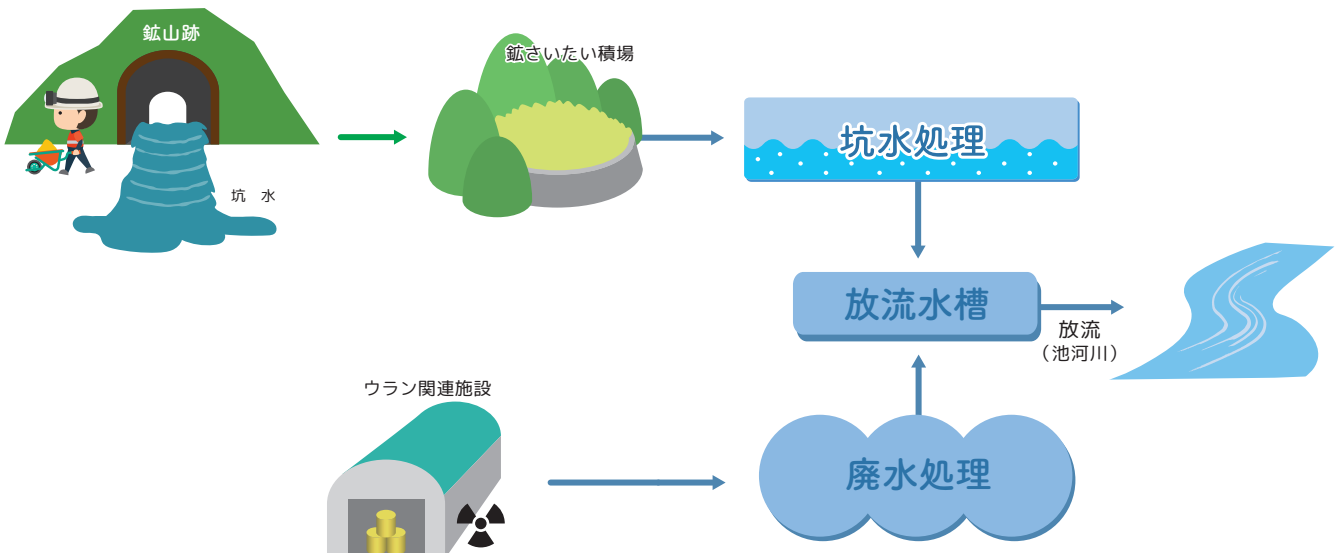 鉱山跡
鉱さいたい積場
坑水処理
坑　水
放流水槽
放流
（池河川）
ウラン関連施設
廃水処理